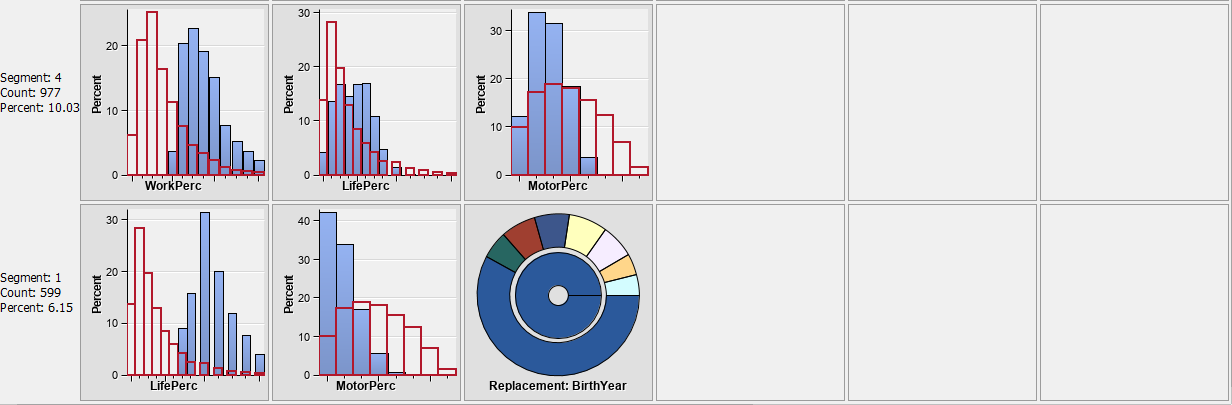 Segment: 4
Count: 977
Percent: 10.03
Percent
20
10
0
WorkPerc
Percent
30
20
10
0
LifePerc
Percent
30
20
10
0
MotorPerc
Segment: 1
Count: 599
Percent: 6.15
Percent
30
20
10
0
LifePerc
Percent
40
30
20
10
0
MotorPerc
Replacement: BirthYear